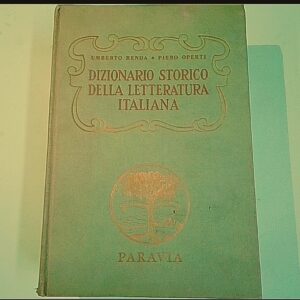 UMBERTO RENDA • PIERO OPERTI
DIZIONARIO STORICO
DELLA LETTERATURA
ITALIANA
PARAVIA